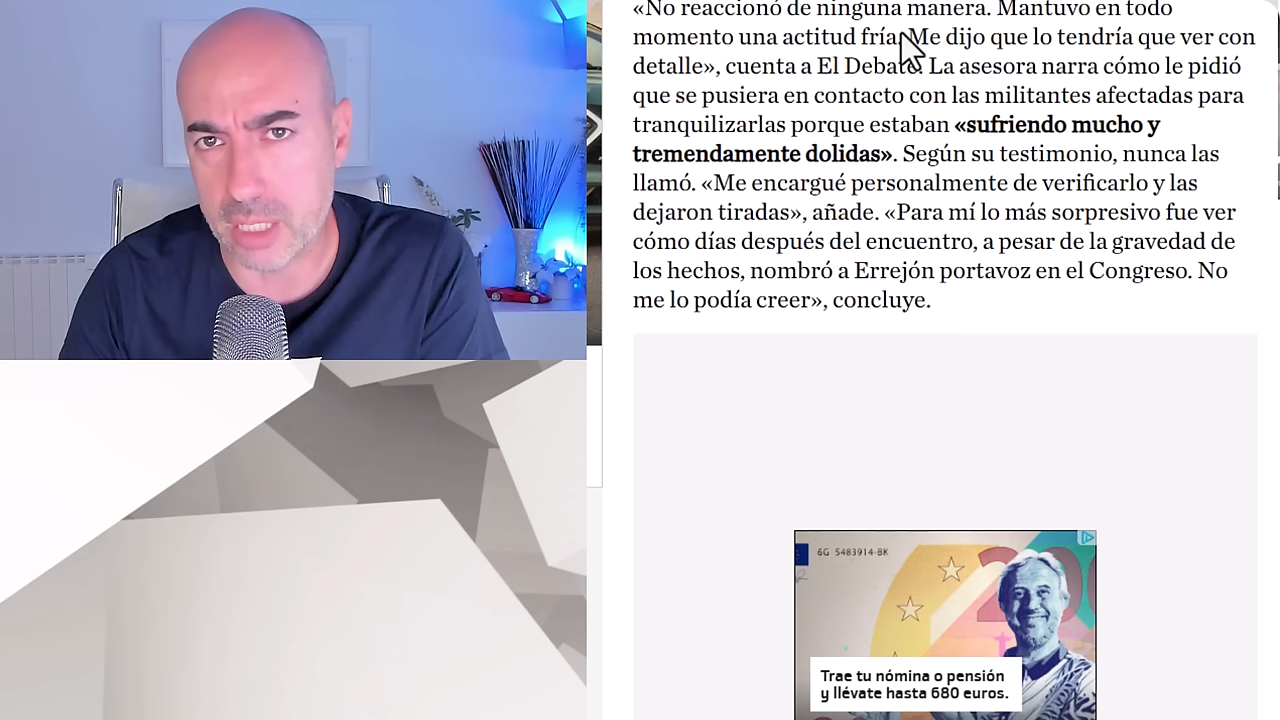 «No reaccionó de ninguna manera. Mantuvo en todo
momento una actitud fría. Me dijo que lo tendría que ver con
detalle», cuenta a El Debate. La asesora narra cómo le pidió
que se pusiera en contacto con las militantes afectadas para
tranquilizarlas porque estaban «sufriendo mucho y
tremendamente dolidas». Según su testimonio, nunca las
llamó. «Me encargué personalmente de verificarlo y las
dejaron tiradas», añade. «Para mí lo más sorpresivo fue ver
cómo días después del encuentro, a pesar de la gravedad de
los hechos, nombró a Errejón portavoz en el Congreso. No
me lo podía creer», concluye.
6G 5483914-BK
Trae tu nómina o pensión
y llévate hasta 680 euros.